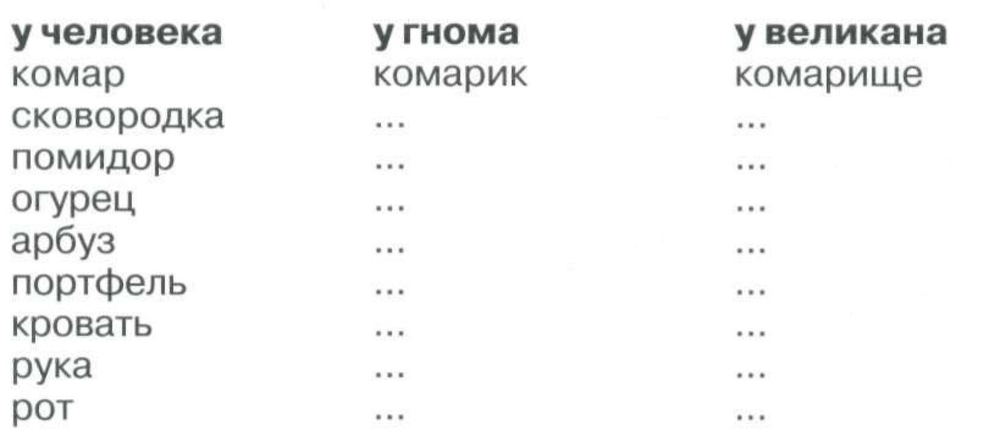 у человека у гнома у великана
комар комарик комарище
сковородка ... ...
помидор ... ...
огурец ... ...
арбуз ... ...
портфель ... ...
кровать ... ...
рука ... ...
рот ... ...